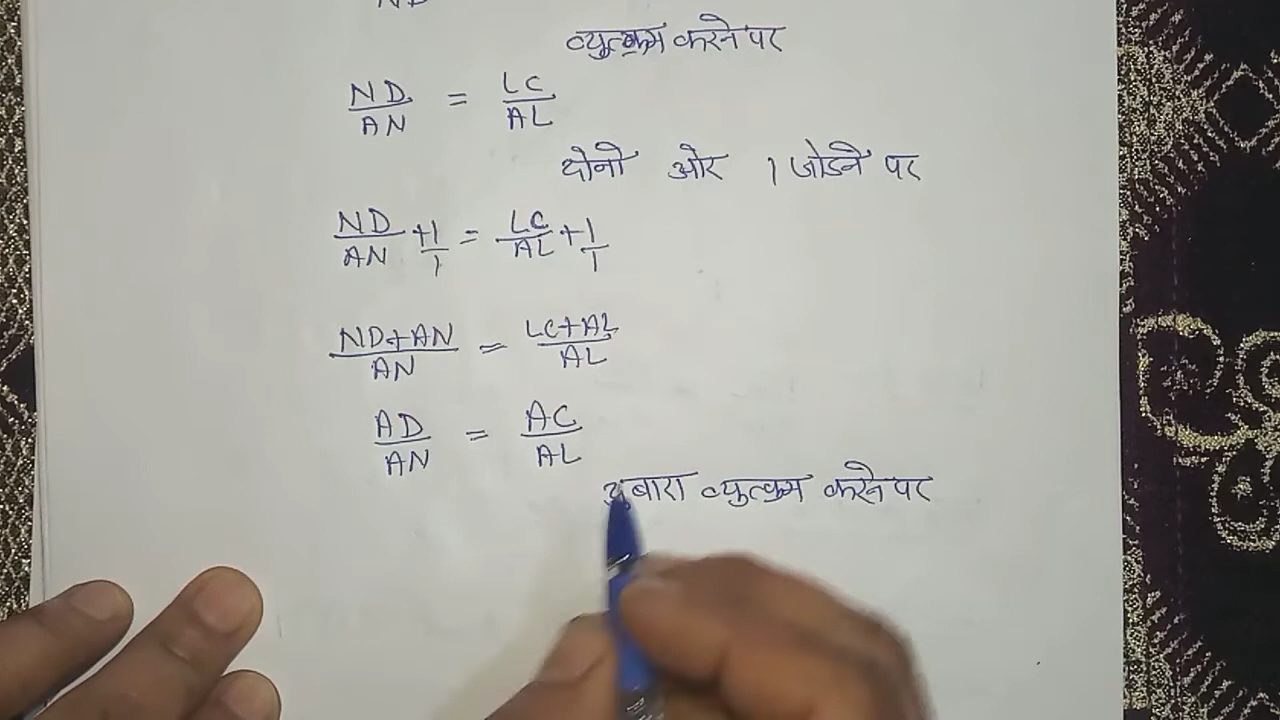 व्युत्क्रम करने पर
ND/AN = LC/AL
दोनो ओर 1 जोडने पर
ND/AN + 1/1 = LC/AL + 1/1
ND+AN/AN = LC+AL/AL
AD/AN = AC/AL
दुबारा व्युत्क्रम करने पर